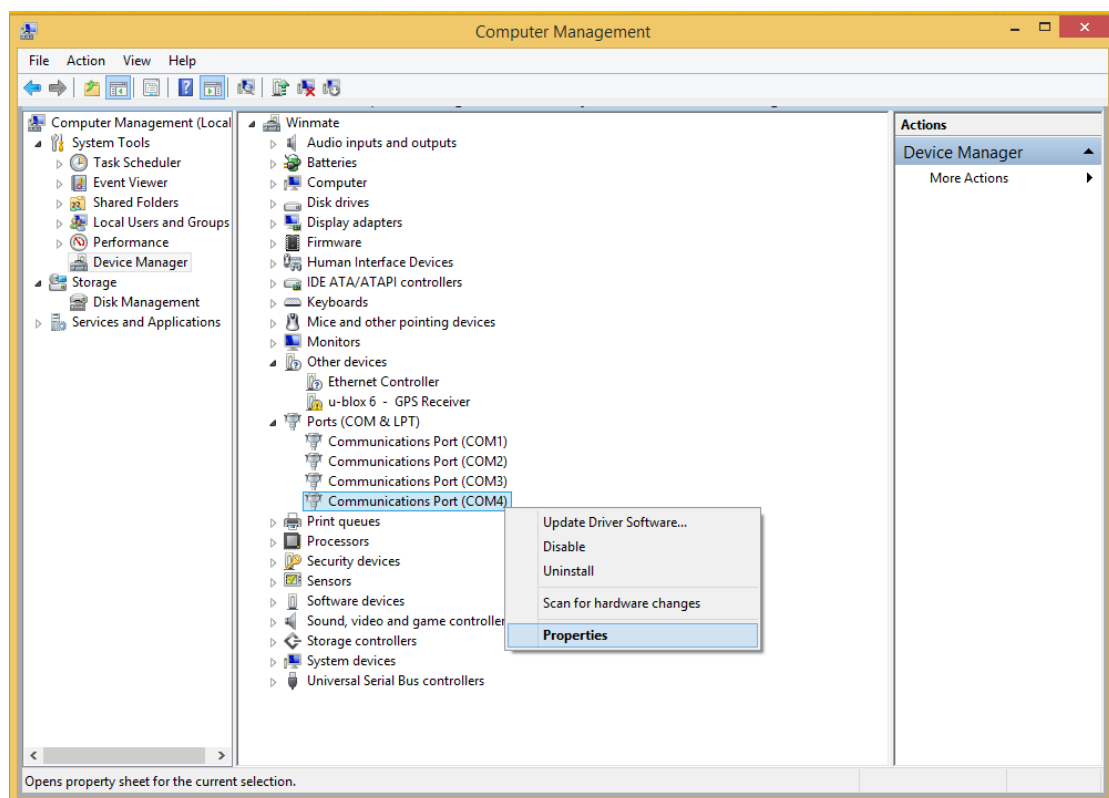 Computer Management
File Action View Help
Computer Management (Local
System Tools
Task Scheduler
Event Viewer
Shared Folders
Local Users and Groups
Performance
Device Manager
Storage
Disk Management
Services and Applications
Winmate
Audio inputs and outputs
Batteries
Computer
Disk drives
Display adapters
Firmware
Human Interface Devices
IDE ATA/ATAPI controllers
Keyboards
Mice and other pointing devices
Monitors
Other devices
Ethernet Controller
u-blox 6 - GPS Receiver
Ports (COM & LPT)
Communications Port (COM1)
Communications Port (COM2)
Communications Port (COM3)
Communications Port (COM4)
Print queues
Processors
Security devices
Sensors
Software devices
Sound, video and game controller
Storage controllers
System devices
Universal Serial Bus controllers
Update Driver Software...
Disable
Uninstall
Scan for hardware changes
Properties
Actions
Device Manager
More Actions
Opens property sheet for the current selection.